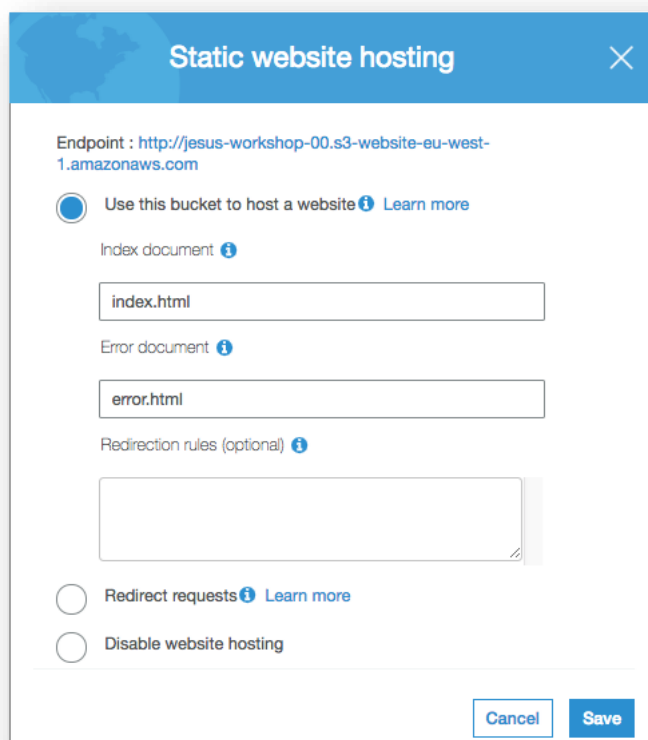 Static website hosting
Endpoint : http://jesus-workshop-00.s3-website-eu-west-
1.amazonaws.com
Use this bucket to host a website Learn more
Index document
index.html
Error document
error.html
Redirection rules (optional)
Redirect requests Learn more
Disable website hosting
Cancel Save